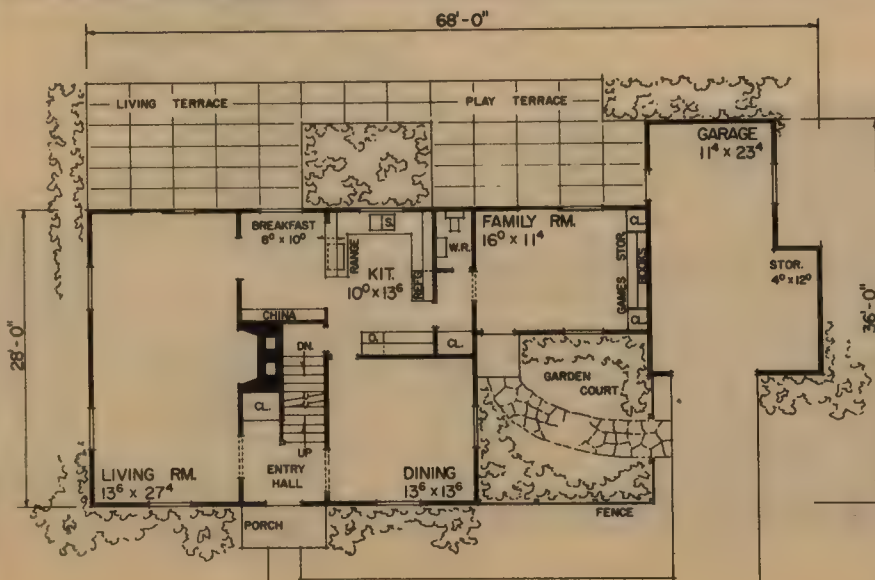 68'-0"
LIVING TERRACE
PLAY TERRACE
GARAGE
11⁴ x 23⁴
BREAKFAST
6⁰ x 10⁰
S.
RANGE
KIT.
10⁰ x 13⁶
REF'G
W.R.
FAMILY RM.
16⁰ x 11⁴
CL.
GAMES STOR.
BOOKS
CL.
STOR.
4⁰ x 12⁰
28'-0"
36'-0"
CHINA
DN.
O.
CL.
GARDEN
COURT
CL.
UP
LIVING RM.
13⁶ x 27⁴
ENTRY
HALL
DINING
13⁶ x 13⁶
PORCH
FENCE